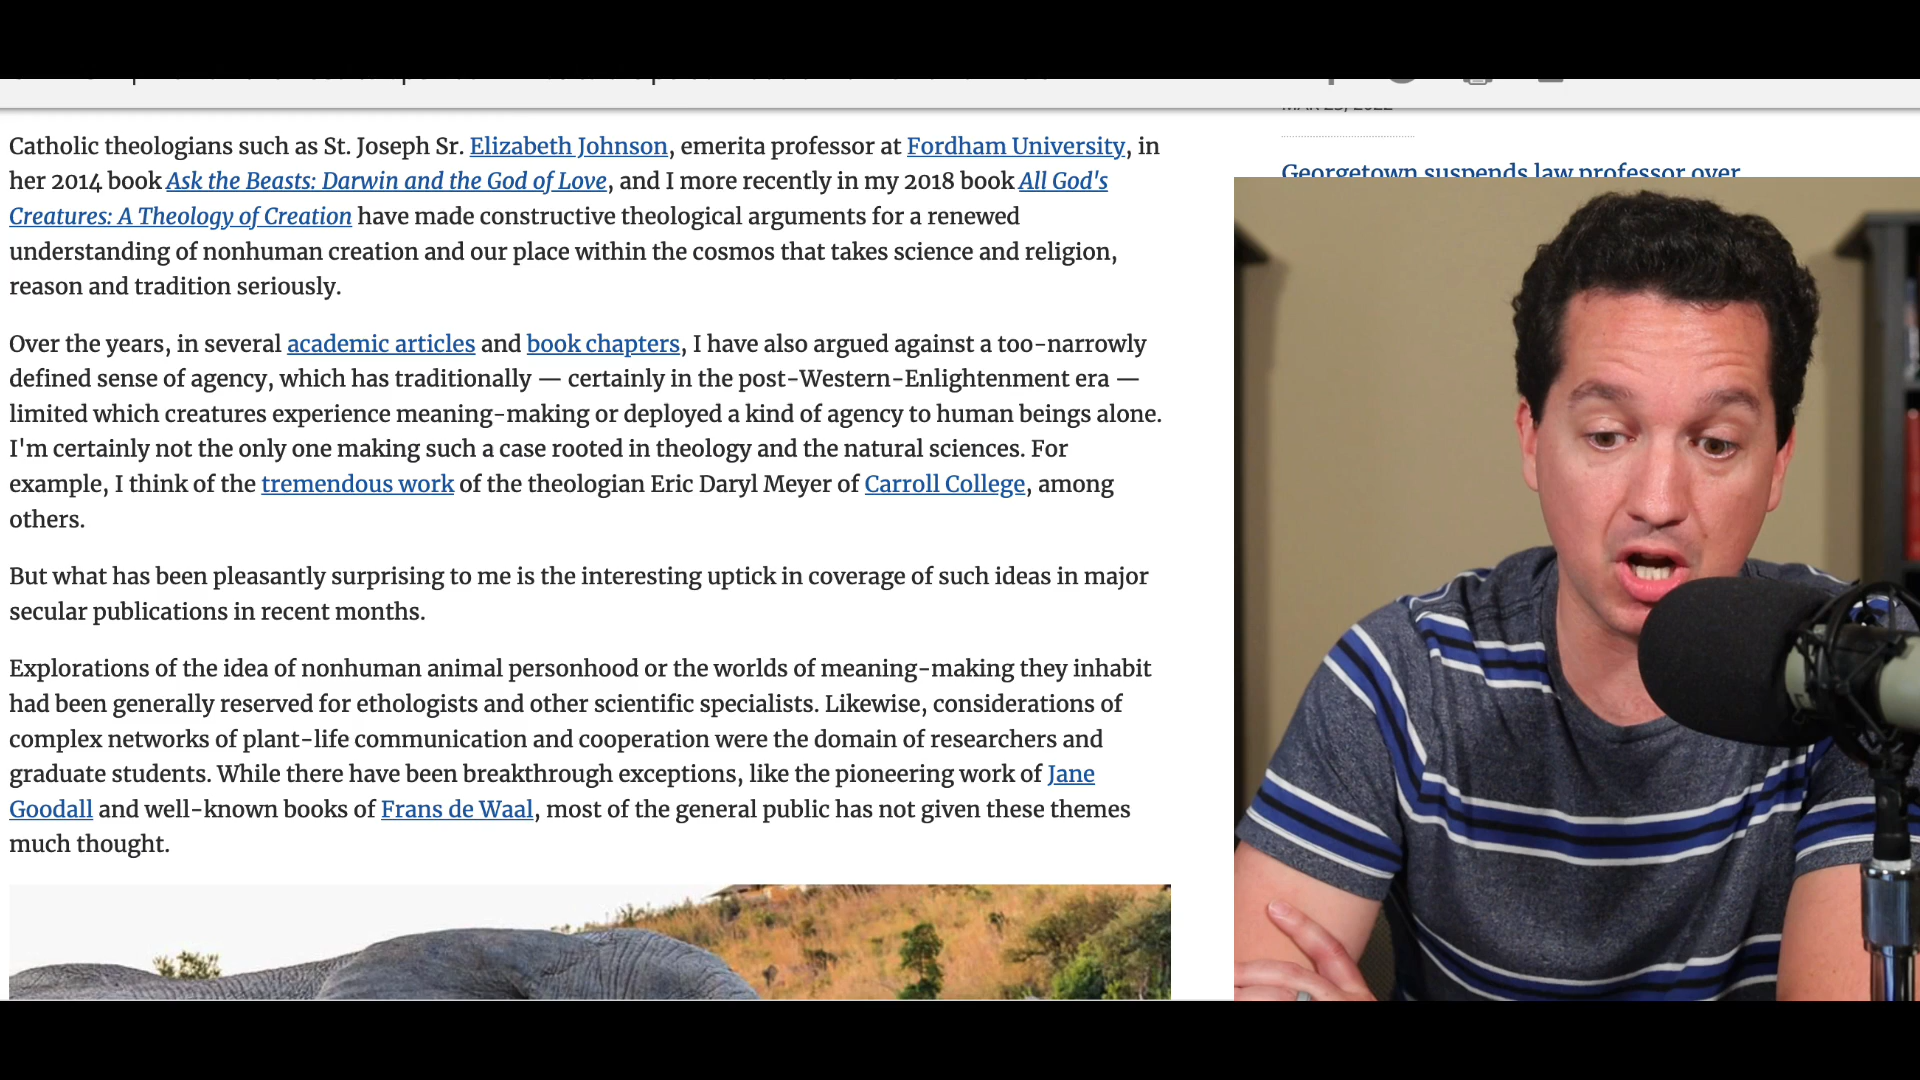 MAR 23, 2022
Georgetown suspends law professor over
Catholic theologians such as St. Joseph Sr. Elizabeth Johnson, emerita professor at Fordham University, in
her 2014 book Ask the Beasts: Darwin and the God of Love, and I more recently in my 2018 book All God's
Creatures: A Theology of Creation have made constructive theological arguments for a renewed
understanding of nonhuman creation and our place within the cosmos that takes science and religion,
reason and tradition seriously.
Over the years, in several academic articles and book chapters, I have also argued against a too-narrowly
defined sense of agency, which has traditionally — certainly in the post-Western-Enlightenment era —
limited which creatures experience meaning-making or deployed a kind of agency to human beings alone.
I'm certainly not the only one making such a case rooted in theology and the natural sciences. For
example, I think of the tremendous work of the theologian Eric Daryl Meyer of Carroll College, among
others.
But what has been pleasantly surprising to me is the interesting uptick in coverage of such ideas in major
secular publications in recent months.
Explorations of the idea of nonhuman animal personhood or the worlds of meaning-making they inhabit
had been generally reserved for ethologists and other scientific specialists. Likewise, considerations of
complex networks of plant-life communication and cooperation were the domain of researchers and
graduate students. While there have been breakthrough exceptions, like the pioneering work of Jane
Goodall and well-known books of Frans de Waal, most of the general public has not given these themes
much thought.